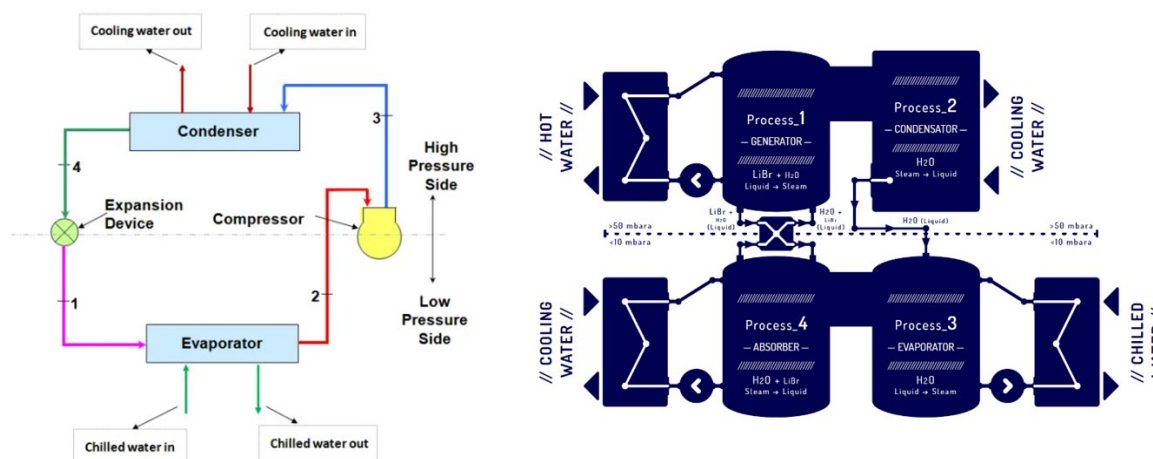 Cooling water out
Cooling water in
Condenser
3
4
High
Pressure
Side
Expansion
Device
Compressor
1
2
Low
Pressure
Side
Evaporator
Chilled water in
Chilled water out
// HOT
WATER //
Process_1
— GENERATOR —
LiBr + H2O
Liquid → Steam
Process_2
— CONDENSATOR —
H2O
Steam → Liquid
// COOLING
WATER //
LiBr +
H2O
(Liquid)
H2O +
LiBr
(Liquid)
H2O (Liquid)
>50 mbara
<10 mbara
>50 mbara
<10 mbara
// COOLING
WATER //
Process_4
— ABSORBER —
H2O + LiBr
Steam → Liquid
Process_3
— EVAPORATOR —
H2O
Liquid → Steam
// CHILLED